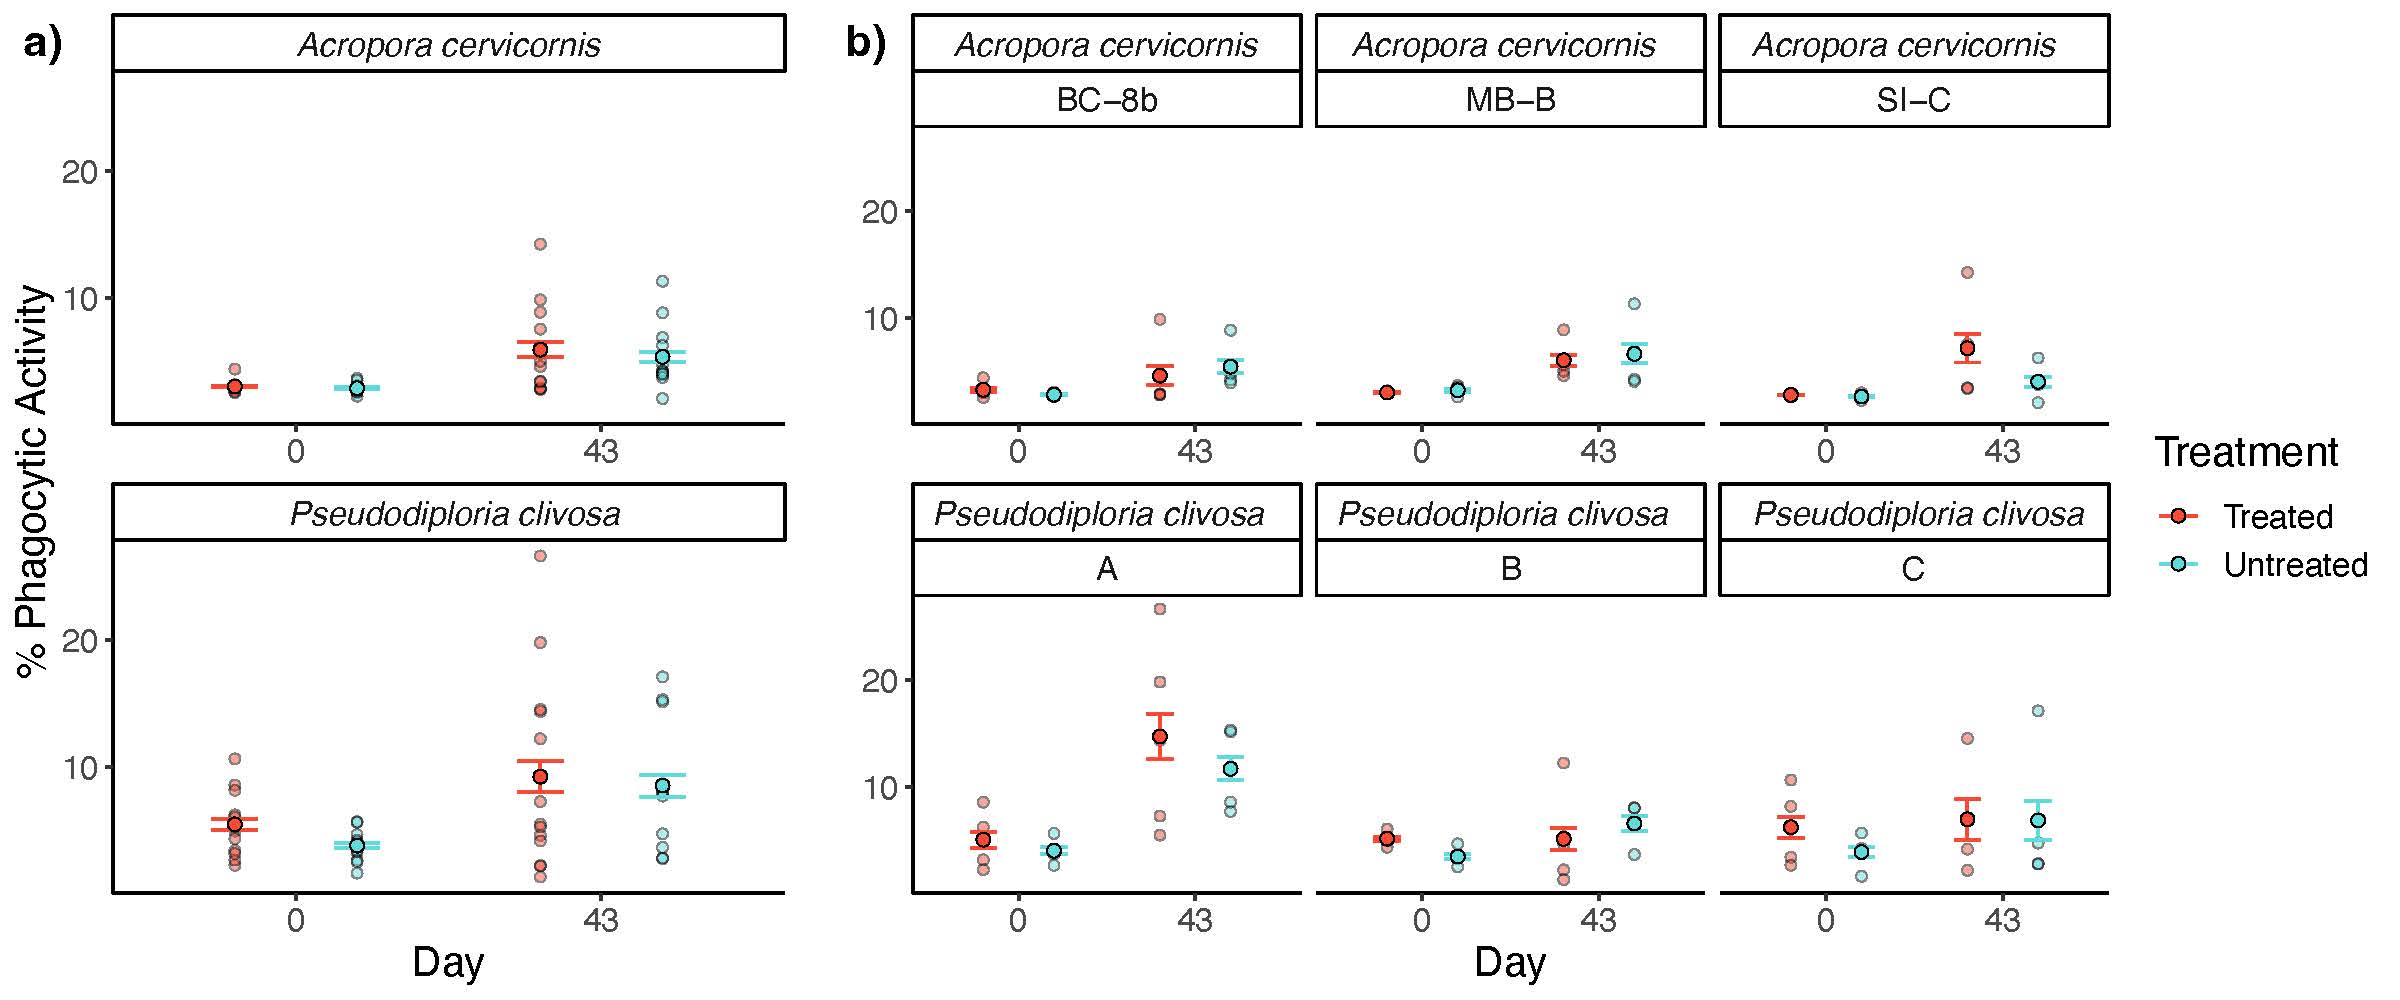 a)
Acropora cervicornis
20
10
0 43
Pseudodiploria clivosa
20
10
0 43
Day
% Phagocytic Activity
b)
Acropora cervicornis Acropora cervicornis Acropora cervicornis
BC−8b MB−B SI−C
20
10
0 43 0 43 0 43
Pseudodiploria clivosa Pseudodiploria clivosa Pseudodiploria clivosa
A B C
20
10
0 43 0 43 0 43
Day
Treatment
Treated
Untreated